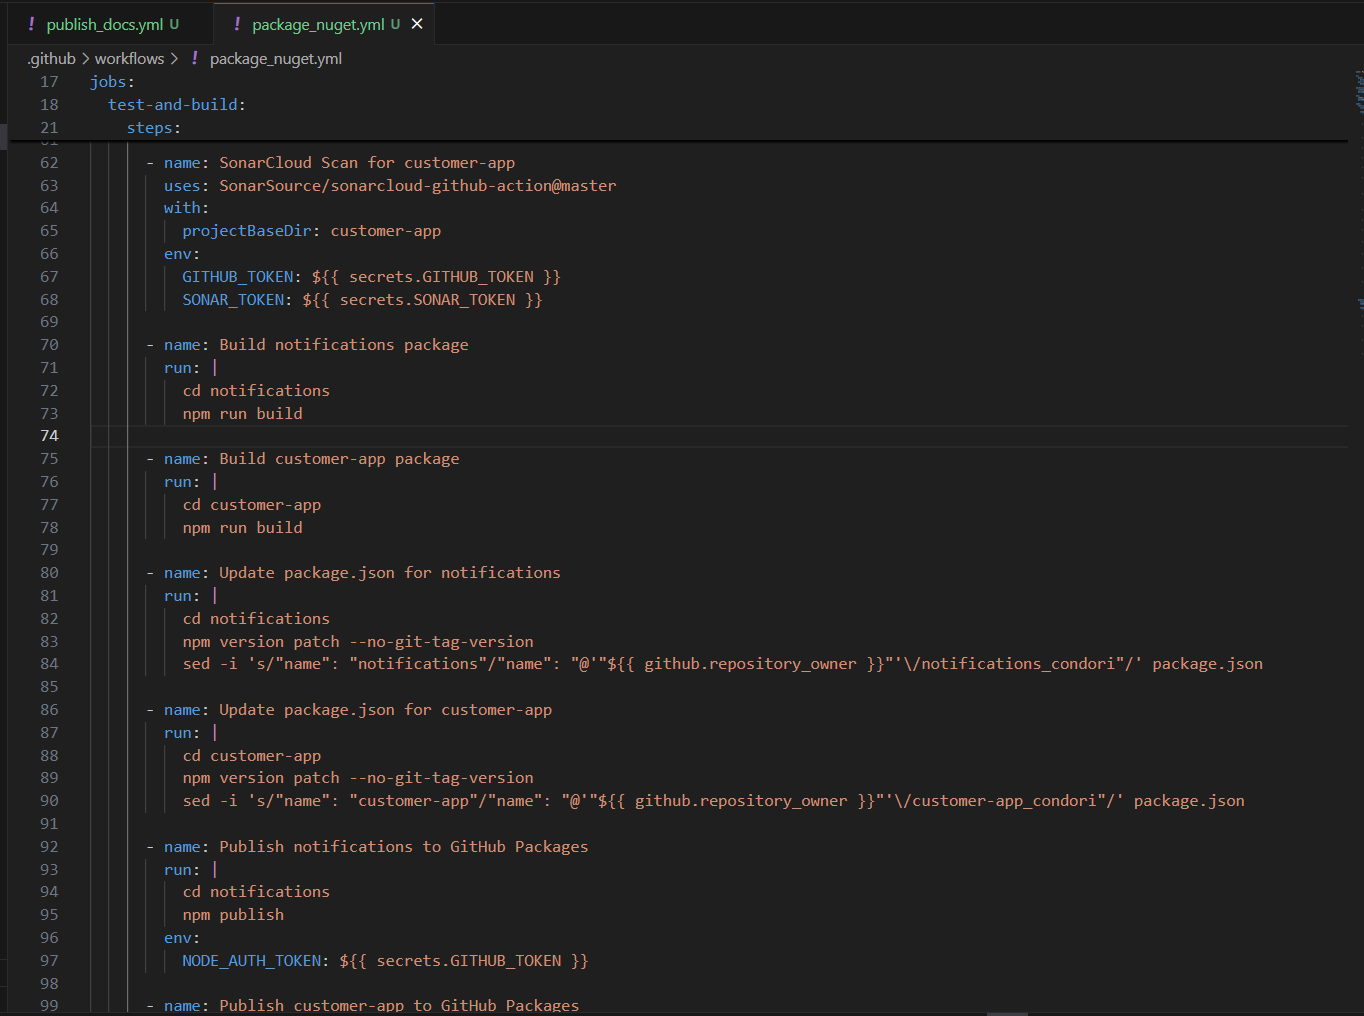 ! publish_docs.yml U
! package_nuget.yml U ×
.github > workflows > ! package_nuget.yml
17 jobs:
18 test-and-build:
21 steps:
62 - name: SonarCloud Scan for customer-app
63 uses: SonarSource/sonarcloud-github-action@master
64 with:
65 projectBaseDir: customer-app
66 env:
67 GITHUB_TOKEN: ${{ secrets.GITHUB_TOKEN }}
68 SONAR_TOKEN: ${{ secrets.SONAR_TOKEN }}
69
70 - name: Build notifications package
71 run: |
72 cd notifications
73 npm run build
74
75 - name: Build customer-app package
76 run: |
77 cd customer-app
78 npm run build
79
80 - name: Update package.json for notifications
81 run: |
82 cd notifications
83 npm version patch --no-git-tag-version
84 sed -i 's/"name": "notifications"/"name": "@'"${{ github.repository_owner }}"'\/notifications_condori"/' package.json
85
86 - name: Update package.json for customer-app
87 run: |
88 cd customer-app
89 npm version patch --no-git-tag-version
90 sed -i 's/"name": "customer-app"/"name": "@'"${{ github.repository_owner }}"'\/customer-app_condori"/' package.json
91
92 - name: Publish notifications to GitHub Packages
93 run: |
94 cd notifications
95 npm publish
96 env:
97 NODE_AUTH_TOKEN: ${{ secrets.GITHUB_TOKEN }}
98
99 - name: Publish customer-app to GitHub Packages